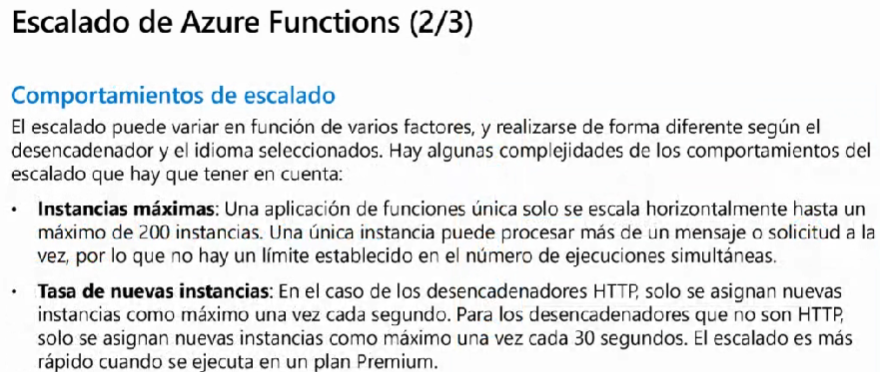 Escalado de Azure Functions (2/3)
Comportamientos de escalado
El escalado puede variar en función de varios factores, y realizarse de forma diferente según el
desencadenador y el idioma seleccionados. Hay algunas complejidades de los comportamientos del
escalado que hay que tener en cuenta:
• Instancias máximas: Una aplicación de funciones única solo se escala horizontalmente hasta un
máximo de 200 instancias. Una única instancia puede procesar más de un mensaje o solicitud a la
vez, por lo que no hay un límite establecido en el número de ejecuciones simultáneas.
• Tasa de nuevas instancias: En el caso de los desencadenadores HTTP, solo se asignan nuevas
instancias como máximo una vez cada segundo. Para los desencadenadores que no son HTTP,
solo se asignan nuevas instancias como máximo una vez cada 30 segundos. El escalado es más
rápido cuando se ejecuta en un plan Premium.